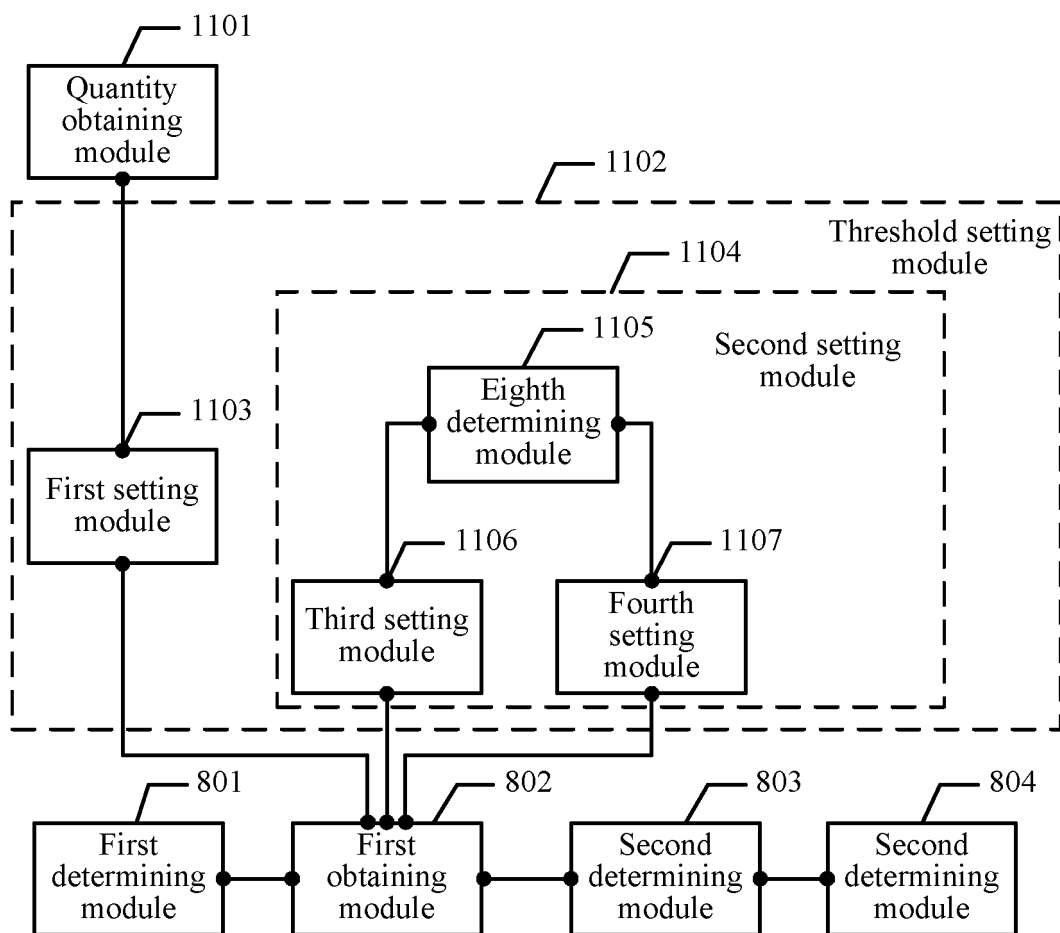 1101
Quantity
obtaining
module
1102
Threshold setting
module
1104
Second setting
module
1105
Eighth
determining
module
1103
First setting
module
1106
Third setting
module
1107
Fourth
setting
module
801
First
determining
module
802
First
obtaining
module
803
Second
determining
module
804
Second
determining
module